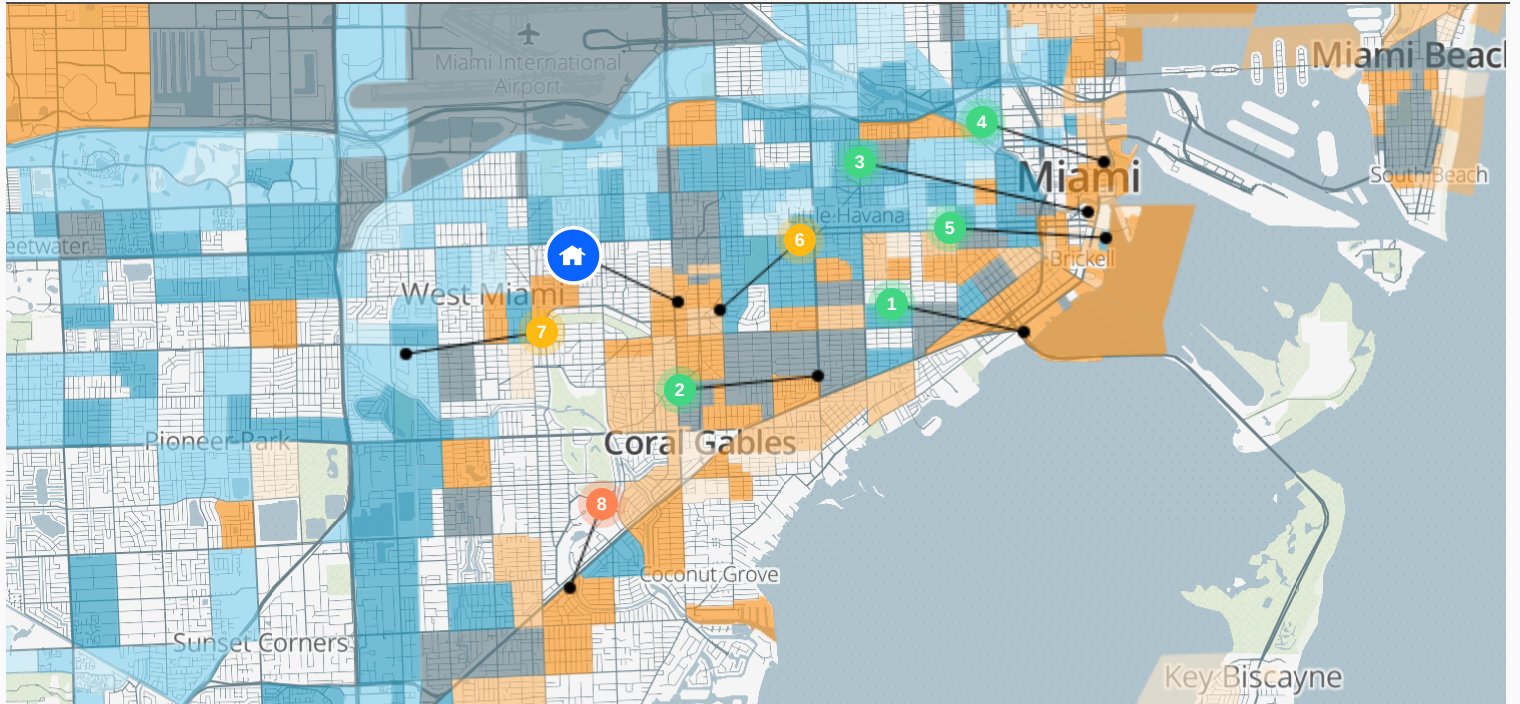 Wynwood
Miami Beach
Miami International
Airport
4
3
Miami
South Beach
Little Havana
5
6
eetwater
Brickell
West Miami
1
7
2
Pioneer Park
Coral Gables
8
Coconut Grove
Sunset Corners
Key Biscayne